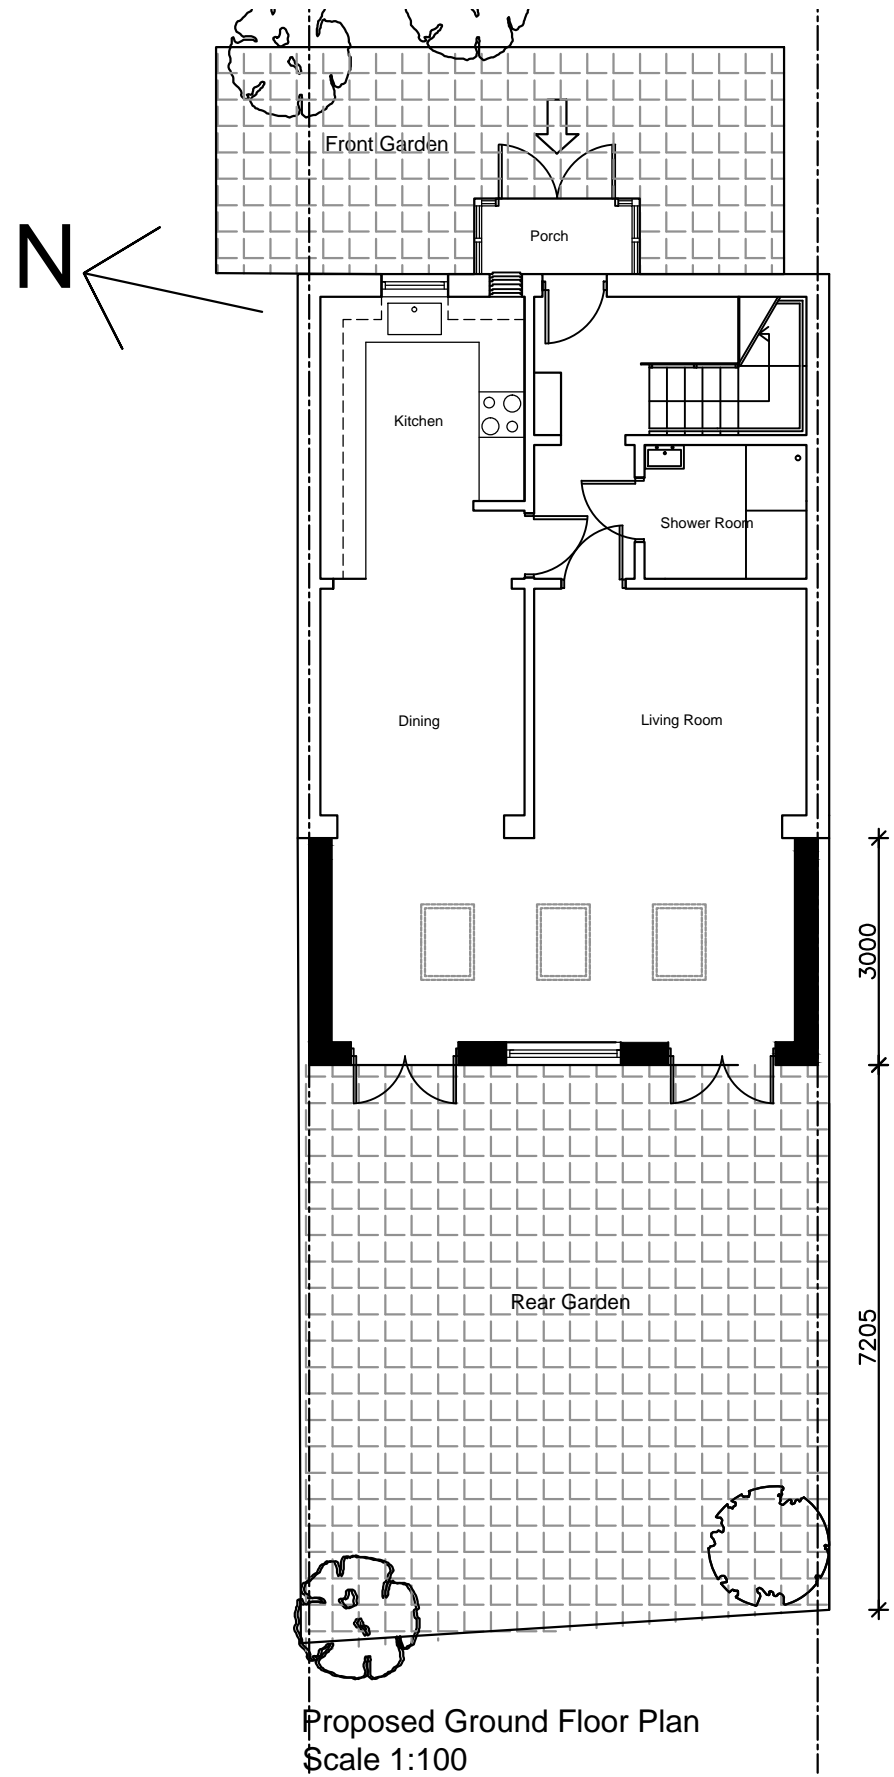 Front Garden
N
Porch
Kitchen
Shower Room
Dining
Living Room
3000
Rear Garden
7205
Proposed Ground Floor Plan
Scale 1:100